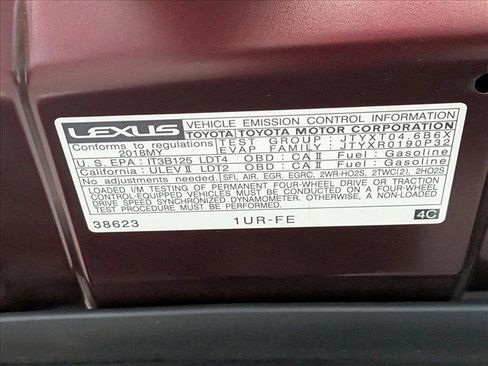 LEXUS VEHICLE EMISSION CONTROL INFORMATION
TOYOTA/TOYOTA MOTOR CORPORATION
Conforms to regulations TEST GROUP : JTYXT04.6B6X
2018MY EVAP FAMILY : JTYXR0190P32
U.S. EPA : IT3B125 LDT4 OBD : CA II Fuel : Gasoline
California : ULEV II LDT2 OBD : CA II Fuel : Gasoline
No adjustments needed. SFI, AIR, EGR, EGRC, 2WR-HO2S, 2TWC(2), 2HO2S
LOADED I/M TESTING OF PERMANENT FOUR-WHEEL DRIVE OR TRACTION
CONTROL-EQUIPPED VEHICLES MUST BE CONDUCTED ON A FOUR-WHEEL
DRIVE SPEED SYNCHRONIZED DYNAMOMETER. OTHERWISE, A NON-LOADED
TEST PROCEDURE MUST BE PERFORMED.
38623 1UR-FE 4C